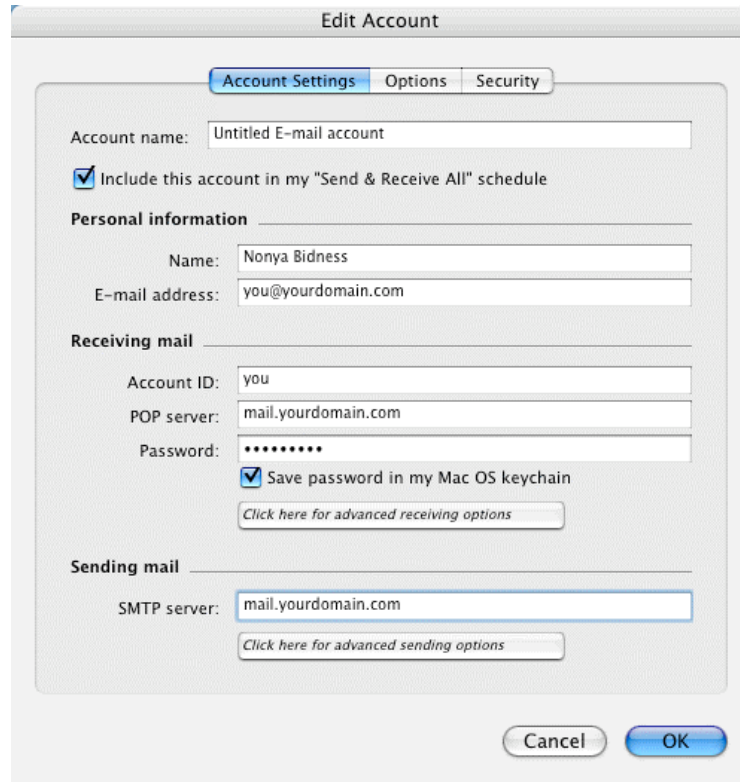 Edit Account
Account Settings Options Security
Account name: Untitled E-mail account
Include this account in my "Send & Receive All" schedule
Personal information
Name: Nonya Bidness
E-mail address: you@yourdomain.com
Receiving mail
Account ID: you
POP server: mail.yourdomain.com
Password: •••••••••
Save password in my Mac OS keychain
Click here for advanced receiving options
Sending mail
SMTP server: mail.yourdomain.com
Click here for advanced sending options
Cancel OK